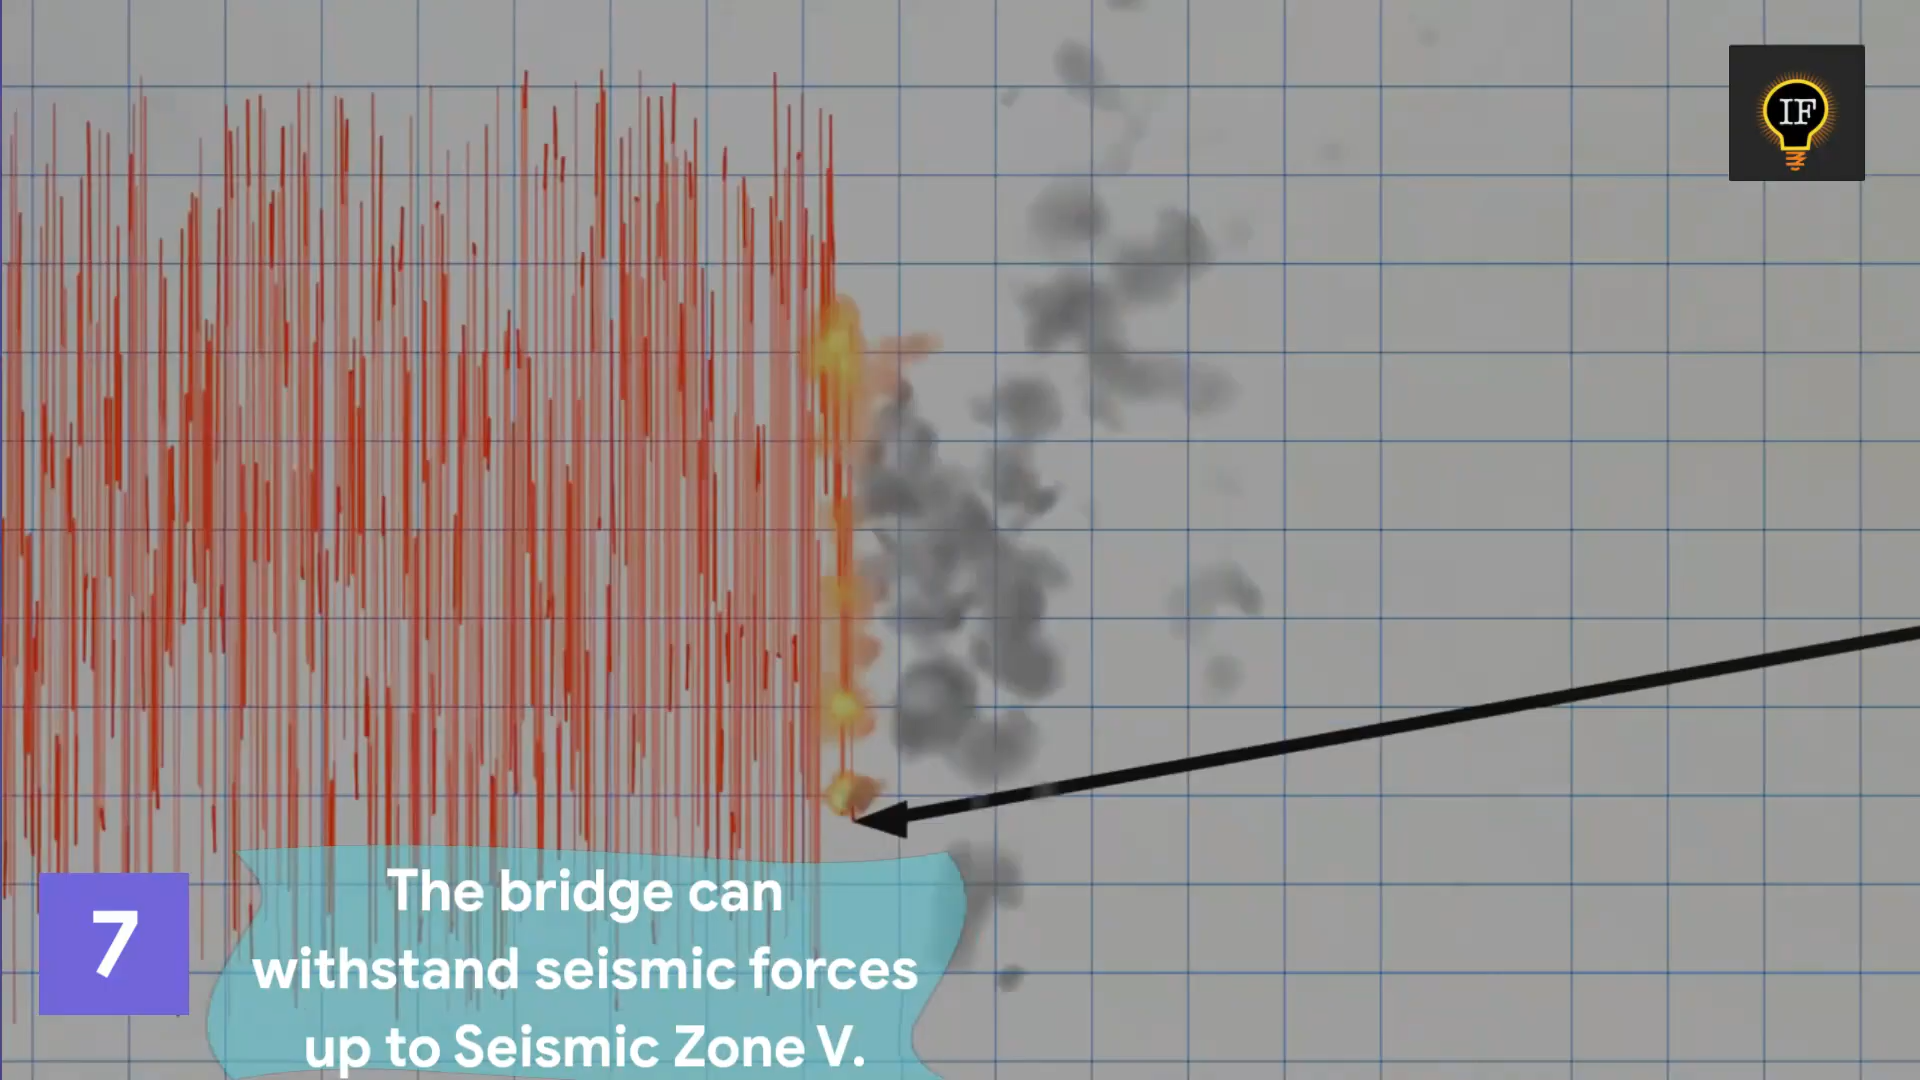 IF
7
The bridge can
withstand seismic forces
up to Seismic Zone V.